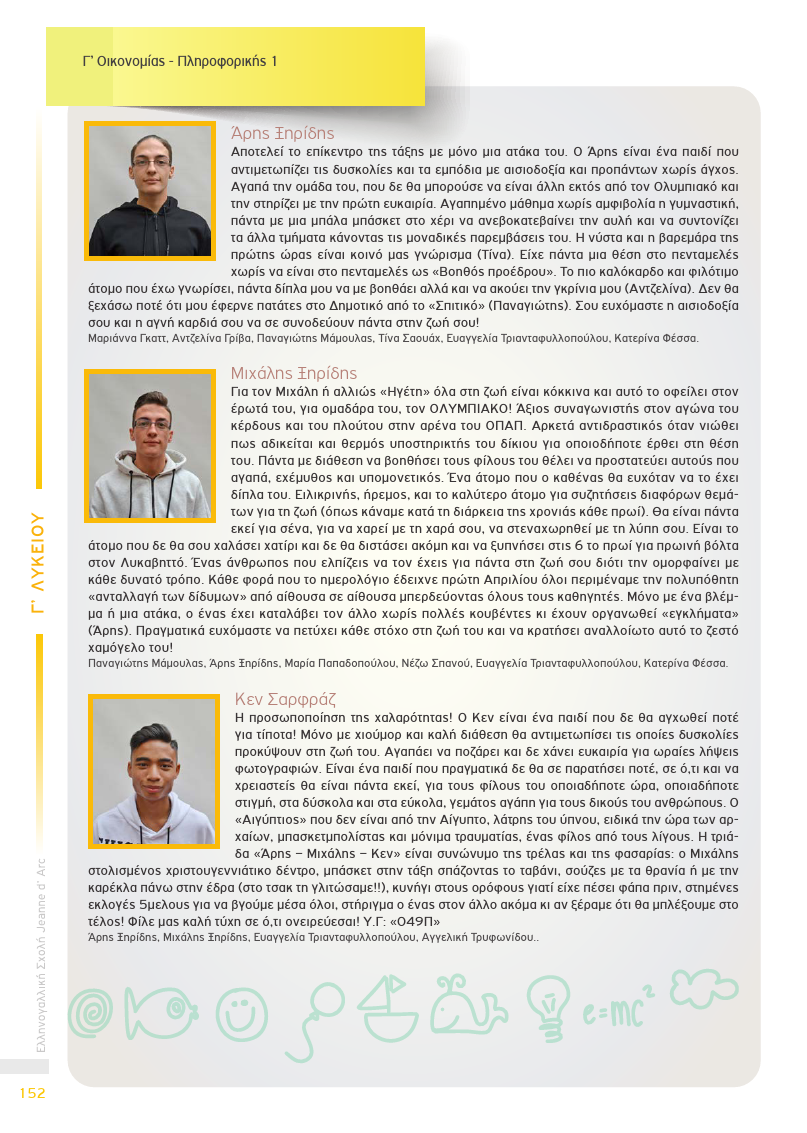 Γ' Οικονομίας - Πληροφορικής 1
Άρης Ξηρίδης
Αποτελεί το επίκεντρο της τάξης με μόνο μια ατάκα του. Ο Άρης είναι ένα παιδί που
αντιμετωπίζει τις δυσκολίες και τα εμπόδια με αισιοδοξία και προπάντων χωρίς άγχος.
Αγαπά την ομάδα του, που δε θα μπορούσε να είναι άλλη εκτός από τον Ολυμπιακό και
την στηρίζει με την πρώτη ευκαιρία. Αγαπημένο μάθημα χωρίς αμφιβολία η γυμναστική,
πάντα με μια μπάλα μπάσκετ στο χέρι να ανεβοκατεβαίνει την αυλή και να συντονίζει
τα άλλα τμήματα κάνοντας τις μοναδικές παρεμβάσεις του. Η νύστα και η βαρεμάρα της
πρώτης ώρας είναι κοινό μας γνώρισμα (Τίνα). Είχε πάντα μια θέση στο πενταμελές
χωρίς να είναι στο πενταμελές ως «Βοηθός προέδρου». Το πιο καλόκαρδο και φιλότιμο
άτομο που έχω γνωρίσει, πάντα δίπλα μου να με βοηθάει αλλά και να ακούει την γκρίνια μου (Αντζελίνα). Δεν θα
ξεχάσω ποτέ ότι μου έφερνε πατάτες στο Δημοτικό από το «Σπιτικό» (Παναγιώτης). Σου ευχόμαστε η αισιοδοξία
σου και η αγνή καρδιά σου να σε συνοδεύουν πάντα στην ζωή σου!
Μαριάννα Γκαττ, Αντζελίνα Γρίβα, Παναγιώτης Μάμουλας, Τίνα Σαουάχ, Ευαγγελία Τριανταφυλλοπούλου, Κατερίνα Φέσσα.
Μιχάλης Ξηρίδης
Για τον Μιχάλη ή αλλιώς «Ηγέτη» όλα στη ζωή είναι κόκκινα και αυτό το οφείλει στον
έρωτά του, για ομαδάρα του, τον ΟΛΥΜΠΙΑΚΟ! Άξιος συναγωνιστής στον αγώνα του
κέρδους και του πλούτου στην αρένα του ΟΠΑΠ. Αρκετά αντιδραστικός όταν νιώθει
πως αδικείται και θερμός υποστηρικτής του δίκιου για οποιοδήποτε έρθει στη θέση
του. Πάντα με διάθεση να βοηθήσει τους φίλους του θέλει να προστατεύει αυτούς που
αγαπά, εχέμυθος και υπομονετικός. Ένα άτομο που ο καθένας θα ευχόταν να το έχει
δίπλα του. Ειλικρινής, ήρεμος, και το καλύτερο άτομο για συζητήσεις διαφόρων θεμά-
των για τη ζωή (όπως κάναμε κατά τη διάρκεια της χρονιάς κάθε πρωί). Θα είναι πάντα
εκεί για σένα, για να χαρεί με τη χαρά σου, να στεναχωρηθεί με τη λύπη σου. Είναι το
άτομο που δε θα σου χαλάσει χατίρι και δε θα διστάσει ακόμη και να ξυπνήσει στις 6 το πρωί για πρωινή βόλτα
στον Λυκαβηττό. Ένας άνθρωπος που ελπίζεις να τον έχεις για πάντα στη ζωή σου διότι την ομορφαίνει με
κάθε δυνατό τρόπο. Κάθε φορά που το ημερολόγιο έδειχνε πρώτη Απριλίου όλοι περιμέναμε την πολυπόθητη
«ανταλλαγή των δίδυμων» από αίθουσα σε αίθουσα μπερδεύοντας όλους τους καθηγητές. Μόνο με ένα βλέμ-
μα ή μια ατάκα, ο ένας έχει καταλάβει τον άλλο χωρίς πολλές κουβέντες κι έχουν οργανωθεί «εγκλήματα»
(Άρης). Πραγματικά ευχόμαστε να πετύχει κάθε στόχο στη ζωή του και να κρατήσει αναλλοίωτο αυτό το ζεστό
χαμόγελο του!
Παναγιώτης Μάμουλας, Άρης Ξηρίδης, Μαρία Παπαδοπούλου, Νέζω Σπανού, Ευαγγελία Τριανταφυλλοπούλου, Κατερίνα Φέσσα.
Κεν Σαρφράζ
Η προσωποποίηση της χαλαρότητας! Ο Κεν είναι ένα παιδί που δε θα αγχωθεί ποτέ
για τίποτα! Μόνο με χιούμορ και καλή διάθεση θα αντιμετωπίσει τις οποίες δυσκολίες
προκύψουν στη ζωή του. Αγαπάει να ποζάρει και δε χάνει ευκαιρία για ωραίες λήψεις
φωτογραφιών. Είναι ένα παιδί που πραγματικά δε θα σε παρατήσει ποτέ, σε ό,τι και να
χρειαστείς θα είναι πάντα εκεί, για τους φίλους του οποιαδήποτε ώρα, οποιαδήποτε
στιγμή, στα δύσκολα και στα εύκολα, γεμάτος αγάπη για τους δικούς του ανθρώπους. Ο
«Αιγύπτιος» που δεν είναι από την Αίγυπτο, λάτρης του ύπνου, ειδικά την ώρα των αρ-
χαίων, μπασκετμπολίστας και μόνιμα τραυματίας, ένας φίλος από τους λίγους. Η τριά-
δα «Άρης – Μιχάλης – Κεν» είναι συνώνυμο της τρέλας και της φασαρίας: ο Μιχάλης
στολισμένος χριστουγεννιάτικο δέντρο, μπάσκετ στην τάξη σπάζοντας το ταβάνι, σούζες με τα θρανία ή με την
καρέκλα πάνω στην έδρα (στο τσακ τη γλιτώσαμε!!), κυνήγι στους ορόφους γιατί είχε πέσει φάπα πριν, στημένες
εκλογές 5μελους για να βγούμε μέσα όλοι, στήριγμα ο ένας στον άλλο ακόμα κι αν ξέραμε ότι θα μπλέξουμε στο
τέλος! Φίλε μας καλή τύχη σε ό,τι ονειρεύεσαι! Υ.Γ: «Ο49Π»
Άρης Ξηρίδης, Μιχάλης Ξηρίδης, Ευαγγελία Τριανταφυλλοπούλου, Αγγελική Τρυφωνίδου..
e=mc²
Γ' ΛΥΚΕΙΟΥ
Ελληνογαλλική Σχολή Jeanne d' Arc
152